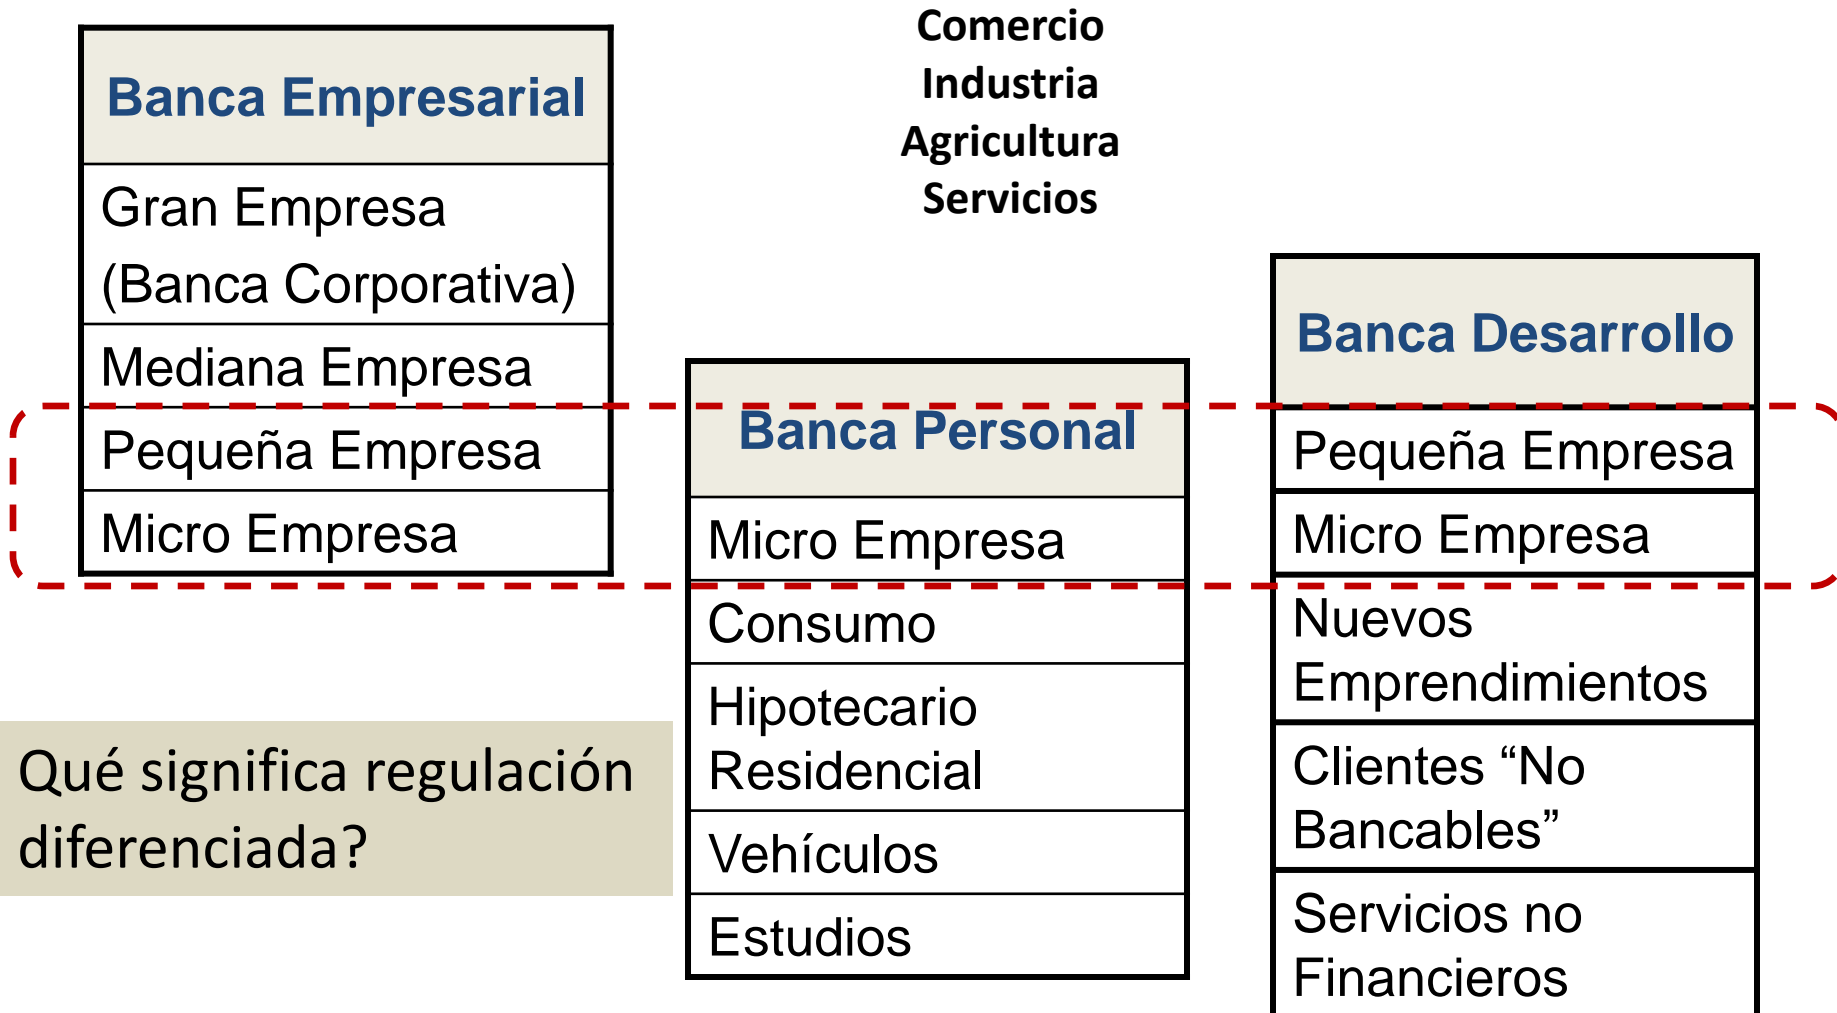 Comercio
Industria
Agricultura
Servicios
Banca Empresarial
Gran Empresa
(Banca Corporativa)
Mediana Empresa
Pequeña Empresa
Micro Empresa
Banca Personal
Micro Empresa
Consumo
Hipotecario
Residencial
Vehículos
Estudios
Banca Desarrollo
Pequeña Empresa
Micro Empresa
Nuevos
Emprendimientos
Clientes “No
Bancables”
Servicios no
Financieros
Qué significa regulación
diferenciada?